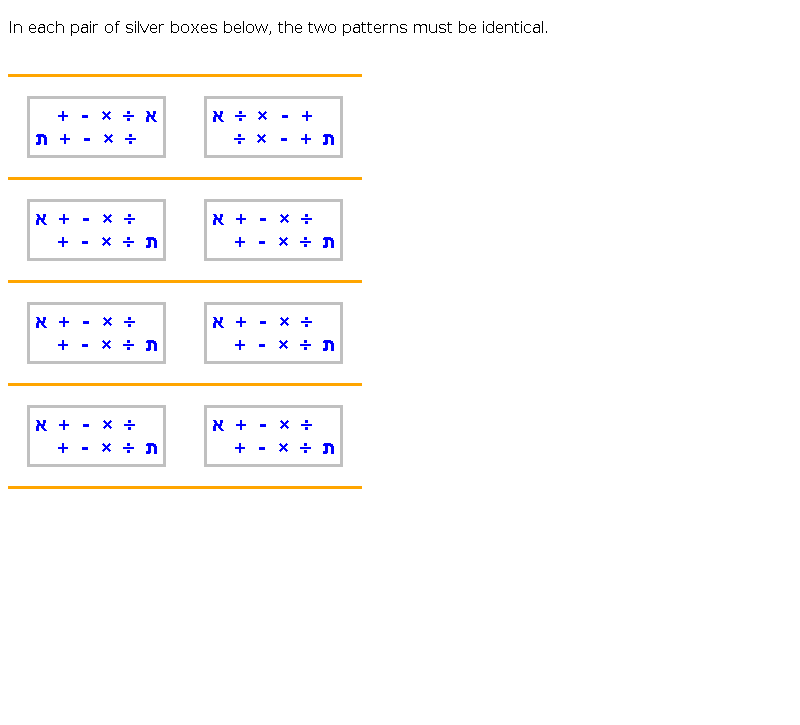 In each pair of silver boxes below, the two patterns must be identical.
+ - × ÷ א
ת + - × ÷
א ÷ × - +
÷ × - + ת
א + - × ÷
+ - × ÷ ת
א + - × ÷
+ - × ÷ ת
א + - × ÷
+ - × ÷ ת
א + - × ÷
+ - × ÷ ת
א + - × ÷
+ - × ÷ ת
א + - × ÷
+ - × ÷ ת